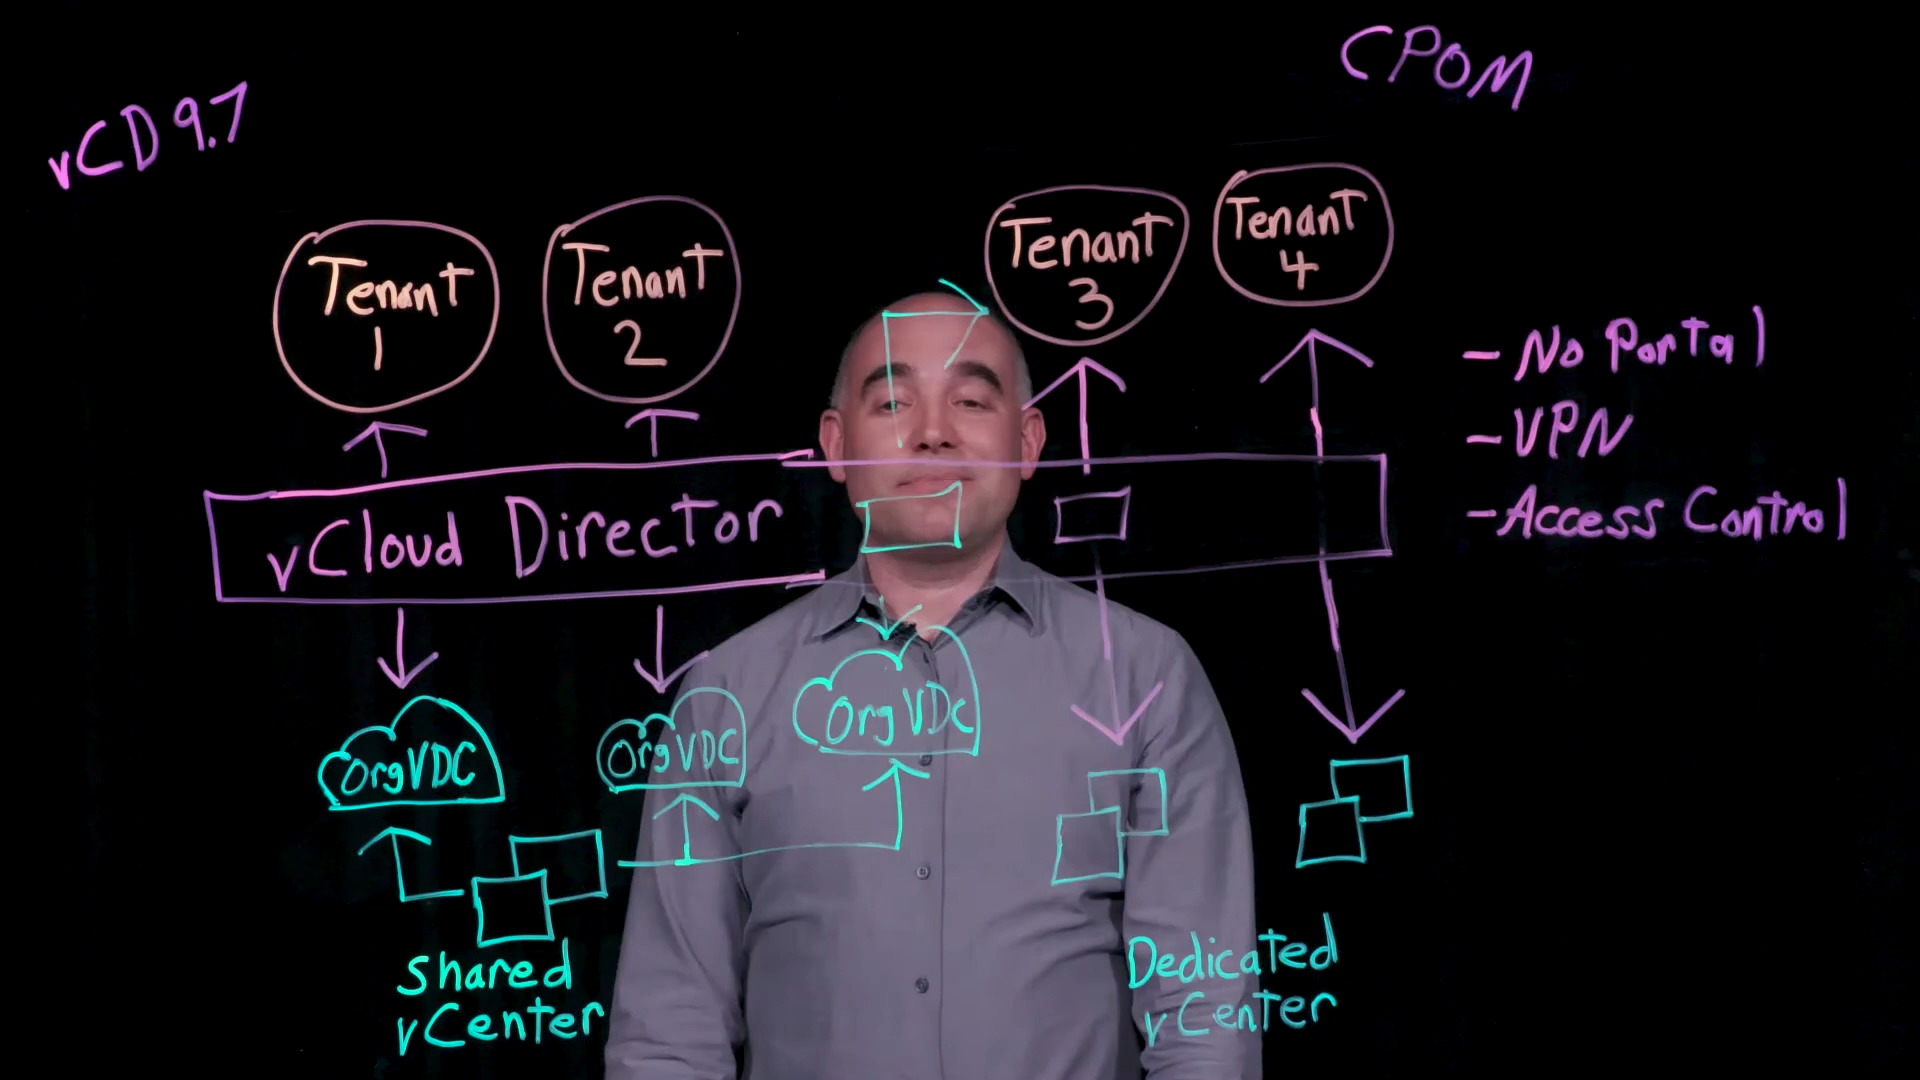 CPOM
vCD 9.7
Tenant
1
Tenant
2
Tenant
3
Tenant
4
- No Portal
- VPN
- Access Control
vCloud Director
OrgVDC
OrgVDC
OrgVDC
Shared
vCenter
Dedicated
vCenter